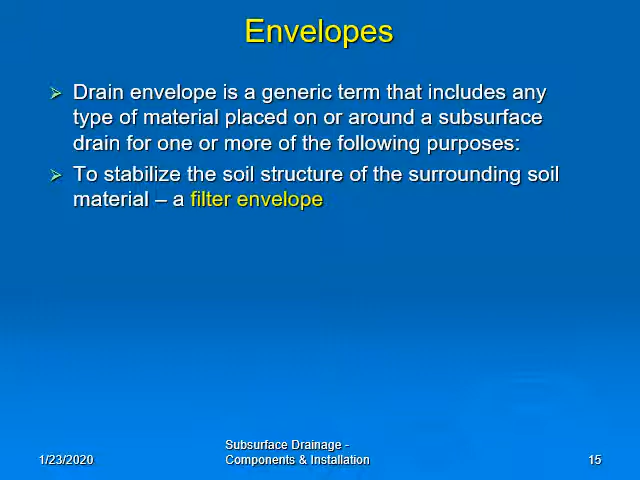 Envelopes
Drain envelope is a generic term that includes any
type of material placed on or around a subsurface
drain for one or more of the following purposes:
To stabilize the soil structure of the surrounding soil
material – a filter envelope
1/23/2020
Subsurface Drainage -
Components & Installation
15